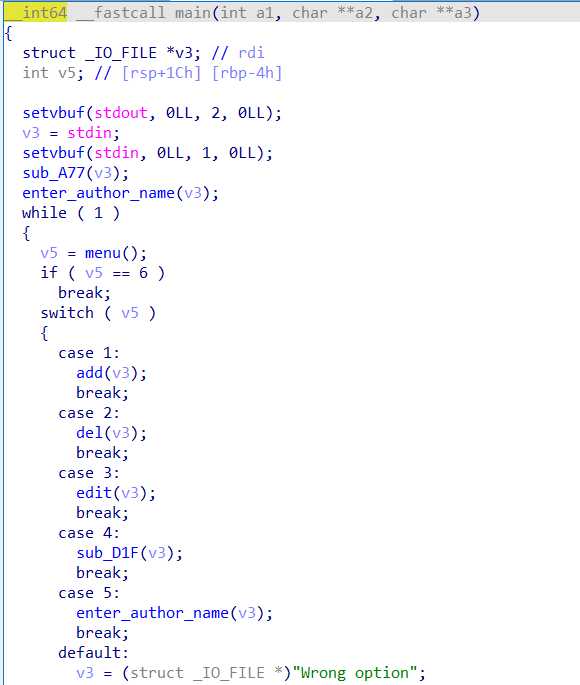 __int64 __fastcall main(int a1, char **a2, char **a3)
{
  struct _IO_FILE *v3; // rdi
  int v5; // [rsp+1Ch] [rbp-4h]

  setvbuf(stdout, 0LL, 2, 0LL);
  v3 = stdin;
  setvbuf(stdin, 0LL, 1, 0LL);
  sub_A77(v3);
  enter_author_name(v3);
  while ( 1 )
  {
    v5 = menu();
    if ( v5 == 6 )
      break;
    switch ( v5 )
    {
      case 1:
        add(v3);
        break;
      case 2:
        del(v3);
        break;
      case 3:
        edit(v3);
        break;
      case 4:
        sub_D1F(v3);
        break;
      case 5:
        enter_author_name(v3);
        break;
      default:
        v3 = (struct _IO_FILE *)"Wrong option";